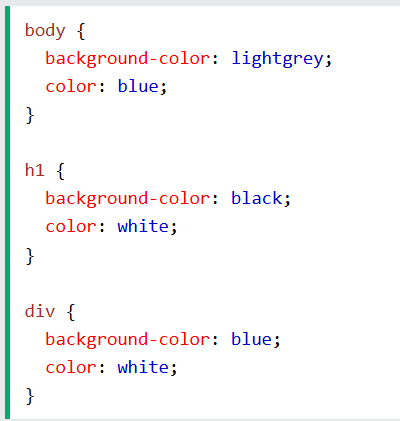 body {
  background-color: lightgrey;
  color: blue;
}

h1 {
  background-color: black;
  color: white;
}

div {
  background-color: blue;
  color: white;
}